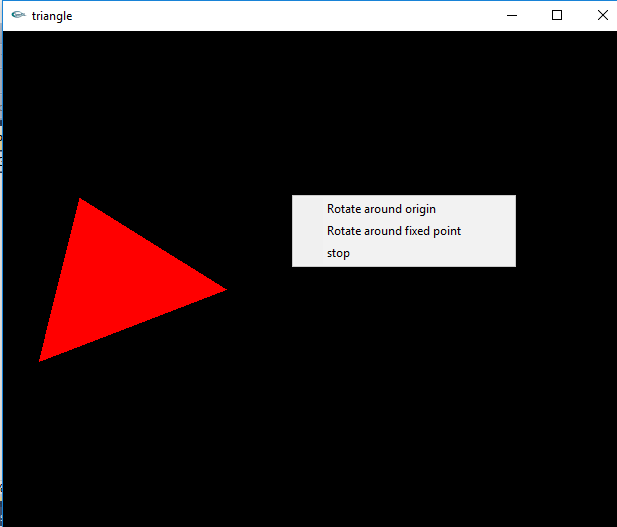 triangle
Rotate around origin
Rotate around fixed point
stop